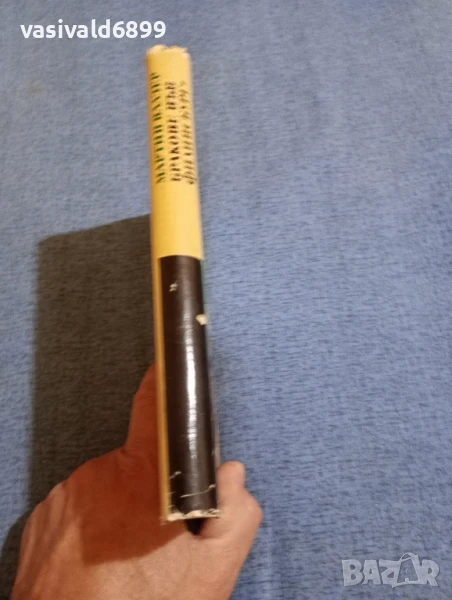 vasivald6899
МАРТИН ВАЛЗЕР
БРАКОВЕ ВЪВ
ФИЛИПСБУРГ
BAZAR